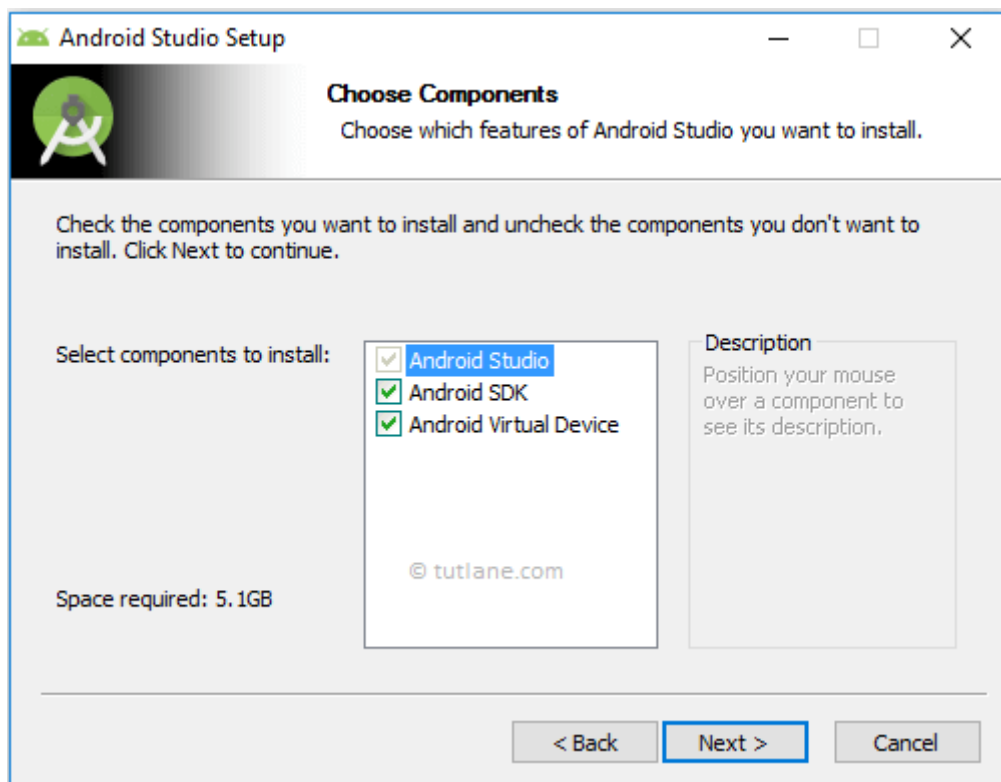 Android Studio Setup
Choose Components
Choose which features of Android Studio you want to install.
Check the components you want to install and uncheck the components you don't want to
install. Click Next to continue.
Select components to install:
Android Studio
Android SDK
Android Virtual Device
Description
Position your mouse
over a component to
see its description.
© tutlane.com
Space required: 5.1GB
< Back
Next >
Cancel